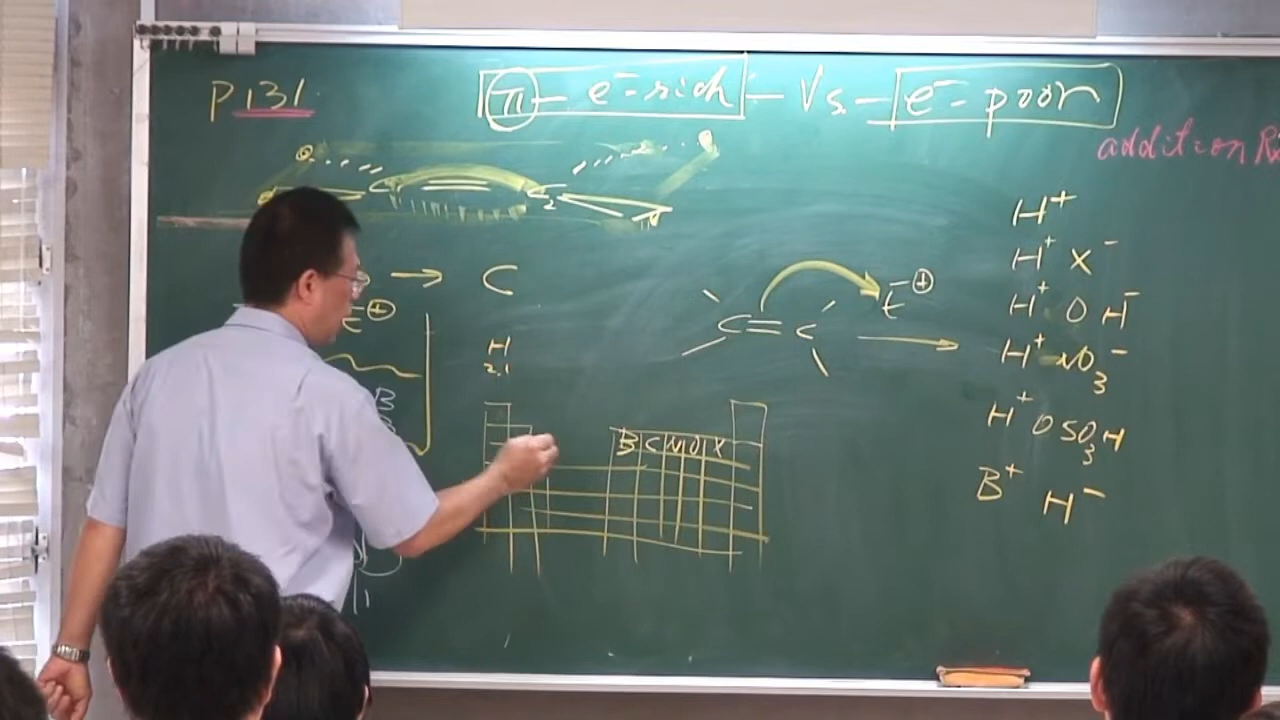 P131
π - e⁻-rich - Vs - e⁻-poor
addition R
C = C
E⊕ → C
H
2.1
B C N O X
C=C E⊕ →
H⁺
H⁺ X⁻
H⁺ OH⁻
H⁺ NO₃⁻
H⁺ OSO₃H
B⁺ H⁻